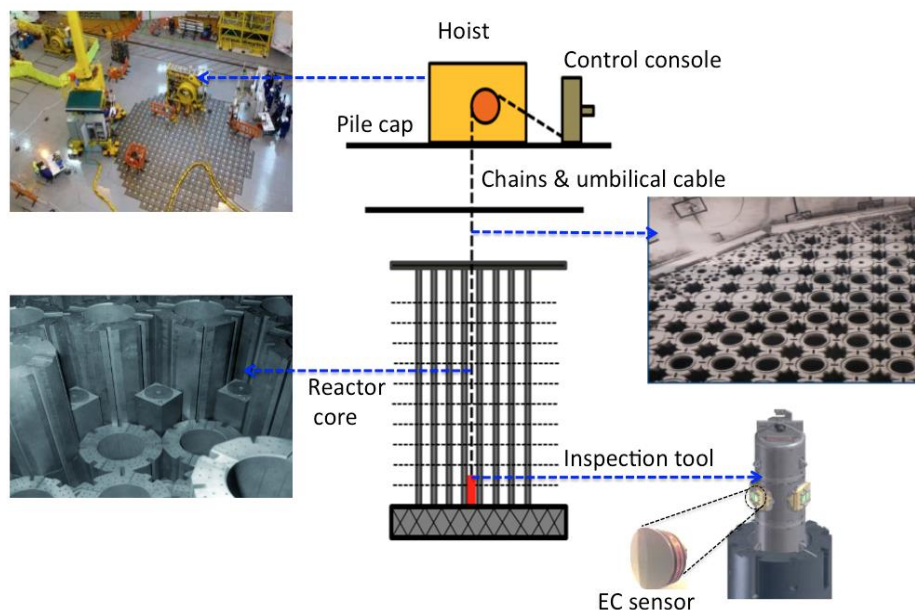 Hoist
Control console
Pile cap
Chains & umbilical cable
Reactor
core
Inspection tool
EC sensor